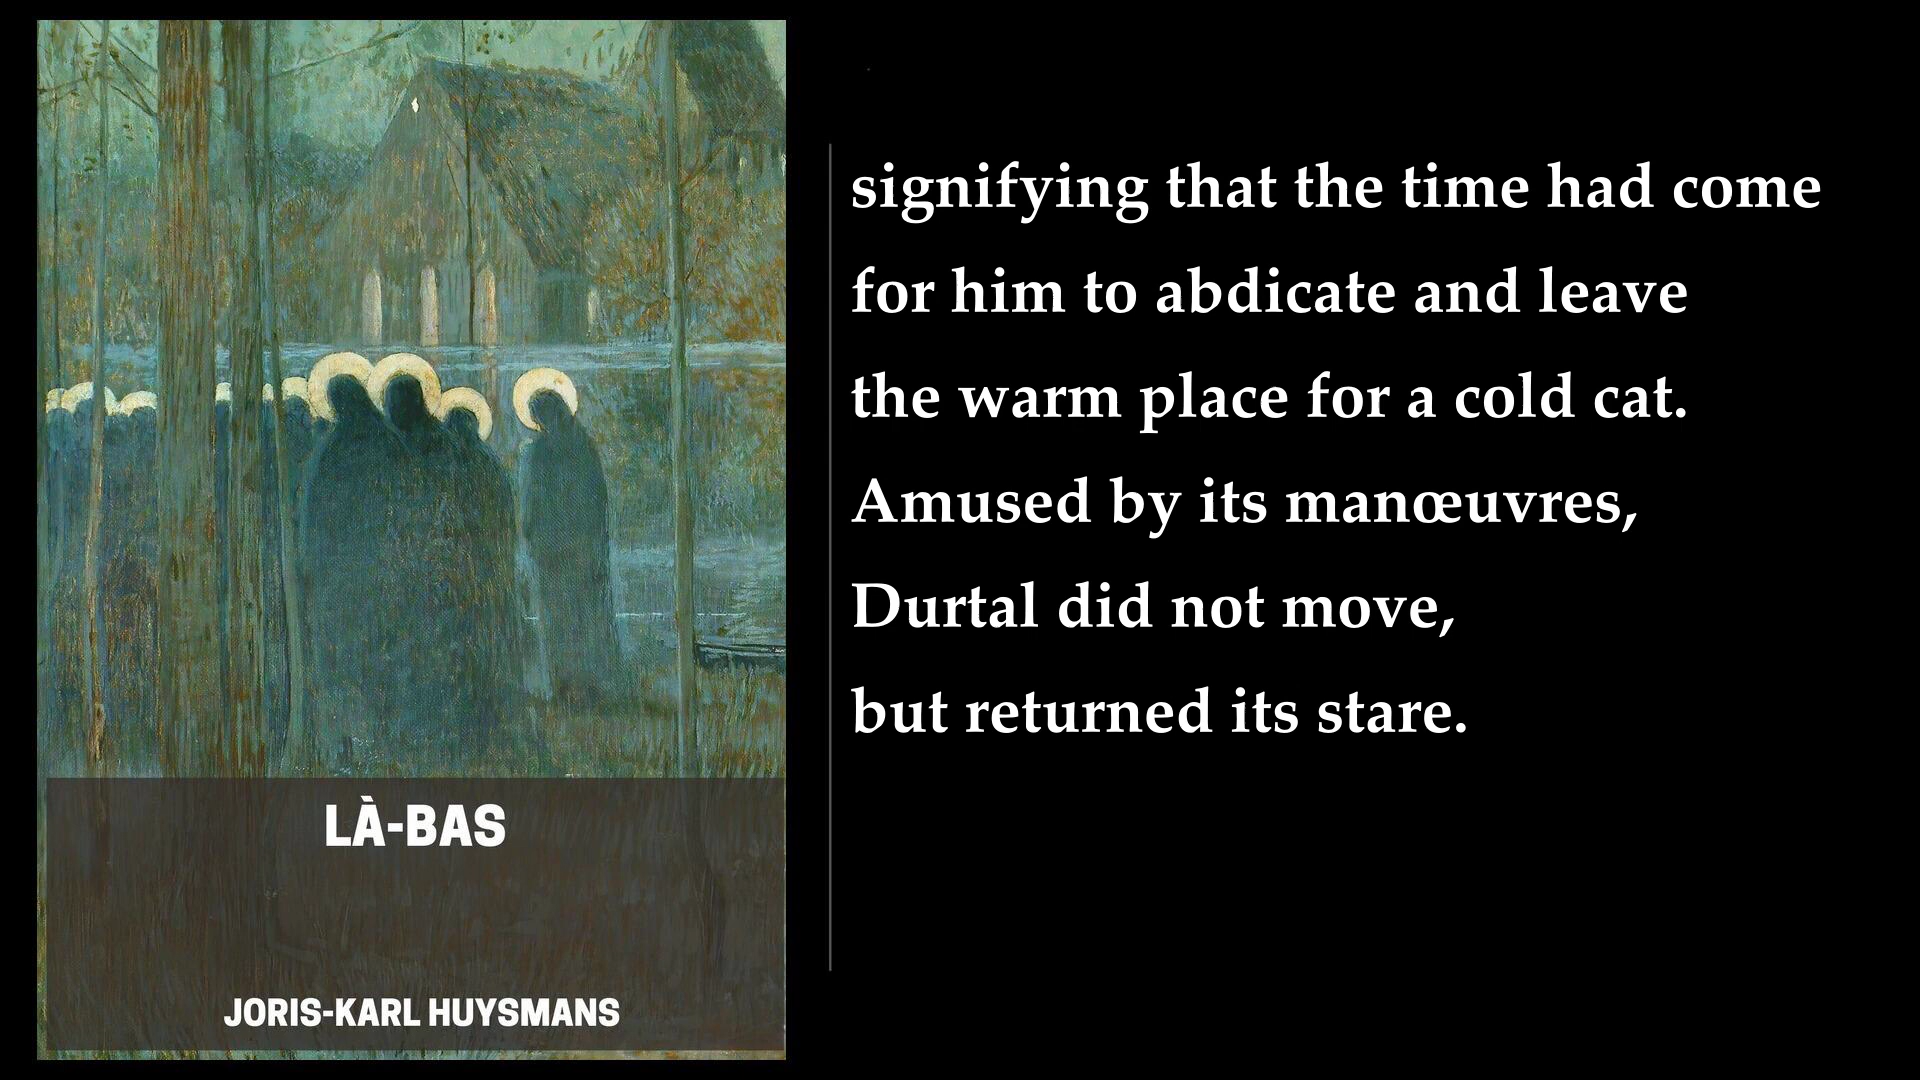 LÀ-BAS
JORIS-KARL HUYSMANS
signifying that the time had come
for him to abdicate and leave
the warm place for a cold cat.
Amused by its manœuvres,
Durtal did not move,
but returned its stare.